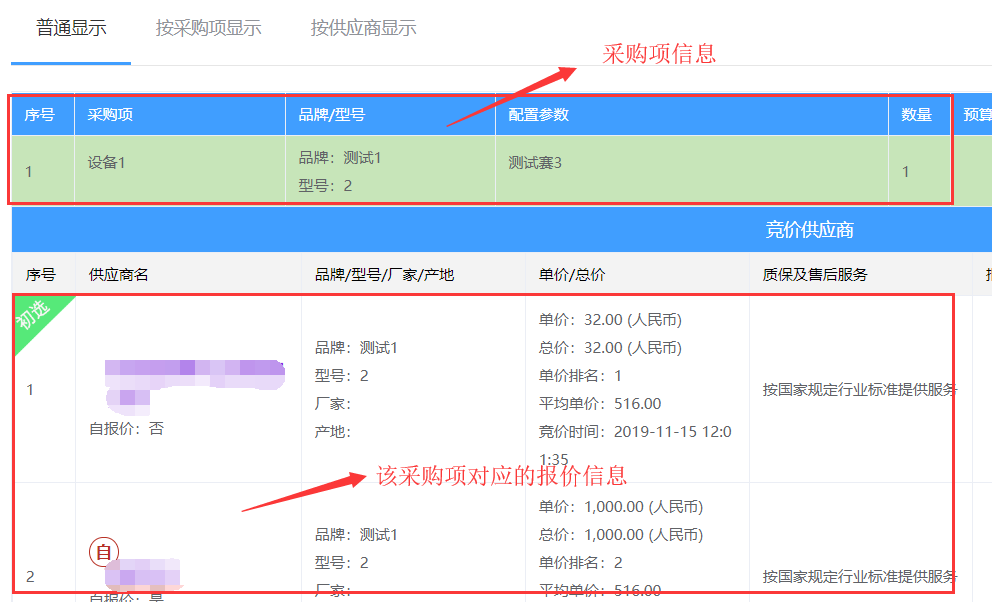 普通显示 按采购项显示 按供应商显示
采购项信息
序号 采购项 品牌/型号 配置参数 数量 预算
1 设备1 品牌：测试1 测试赛3 1
型号：2
竞价供应商
序号 供应商名 品牌/型号/厂家/产地 单价/总价 质保及售后服务
初选
单价：32.00 (人民币)
品牌：测试1 总价：32.00 (人民币)
型号：2 单价排名：1
1 厂家： 平均单价：516.00 按国家规定行业标准提供服务
自报价：否 产地： 竞价时间：2019-11-15 12:0
1:35
该采购项对应的报价信息
单价：1,000.00 (人民币)
品牌：测试1 总价：1,000.00 (人民币)
自 型号：2 单价排名：2
2 厂家： 平均单价：516.00 按国家规定行业标准提供服务
自报价：是